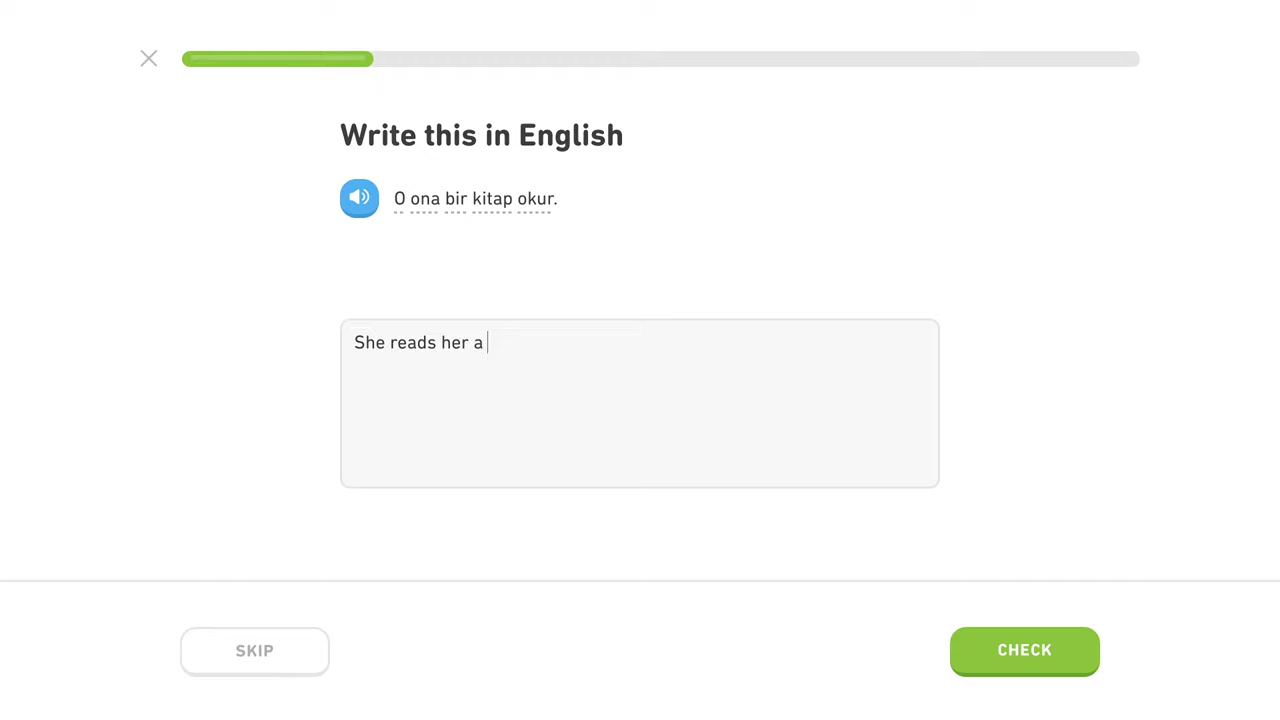 Write this in English
O ona bir kitap okur.
She reads her a
SKIP
CHECK